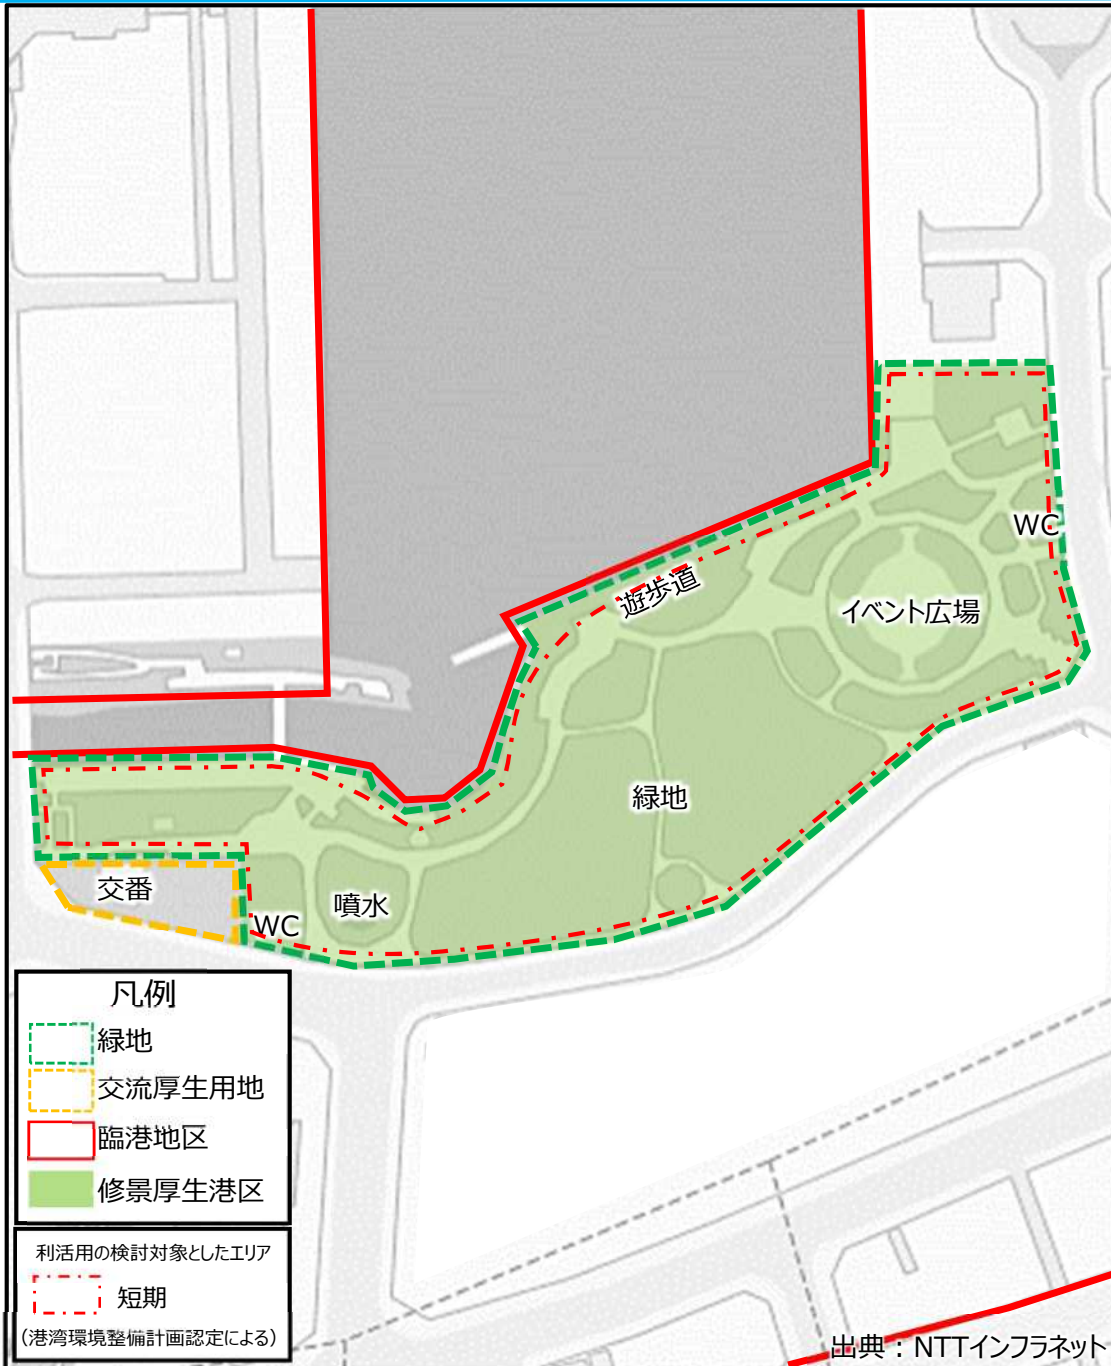 WC
遊歩道
イベント広場
緑地
交番
噴水
WC
凡例
緑地
交流厚生用地
臨港地区
修景厚生港区
利活用の検討対象としたエリア
短期
(港湾環境整備計画認定による)
出典：NTTインフラネット